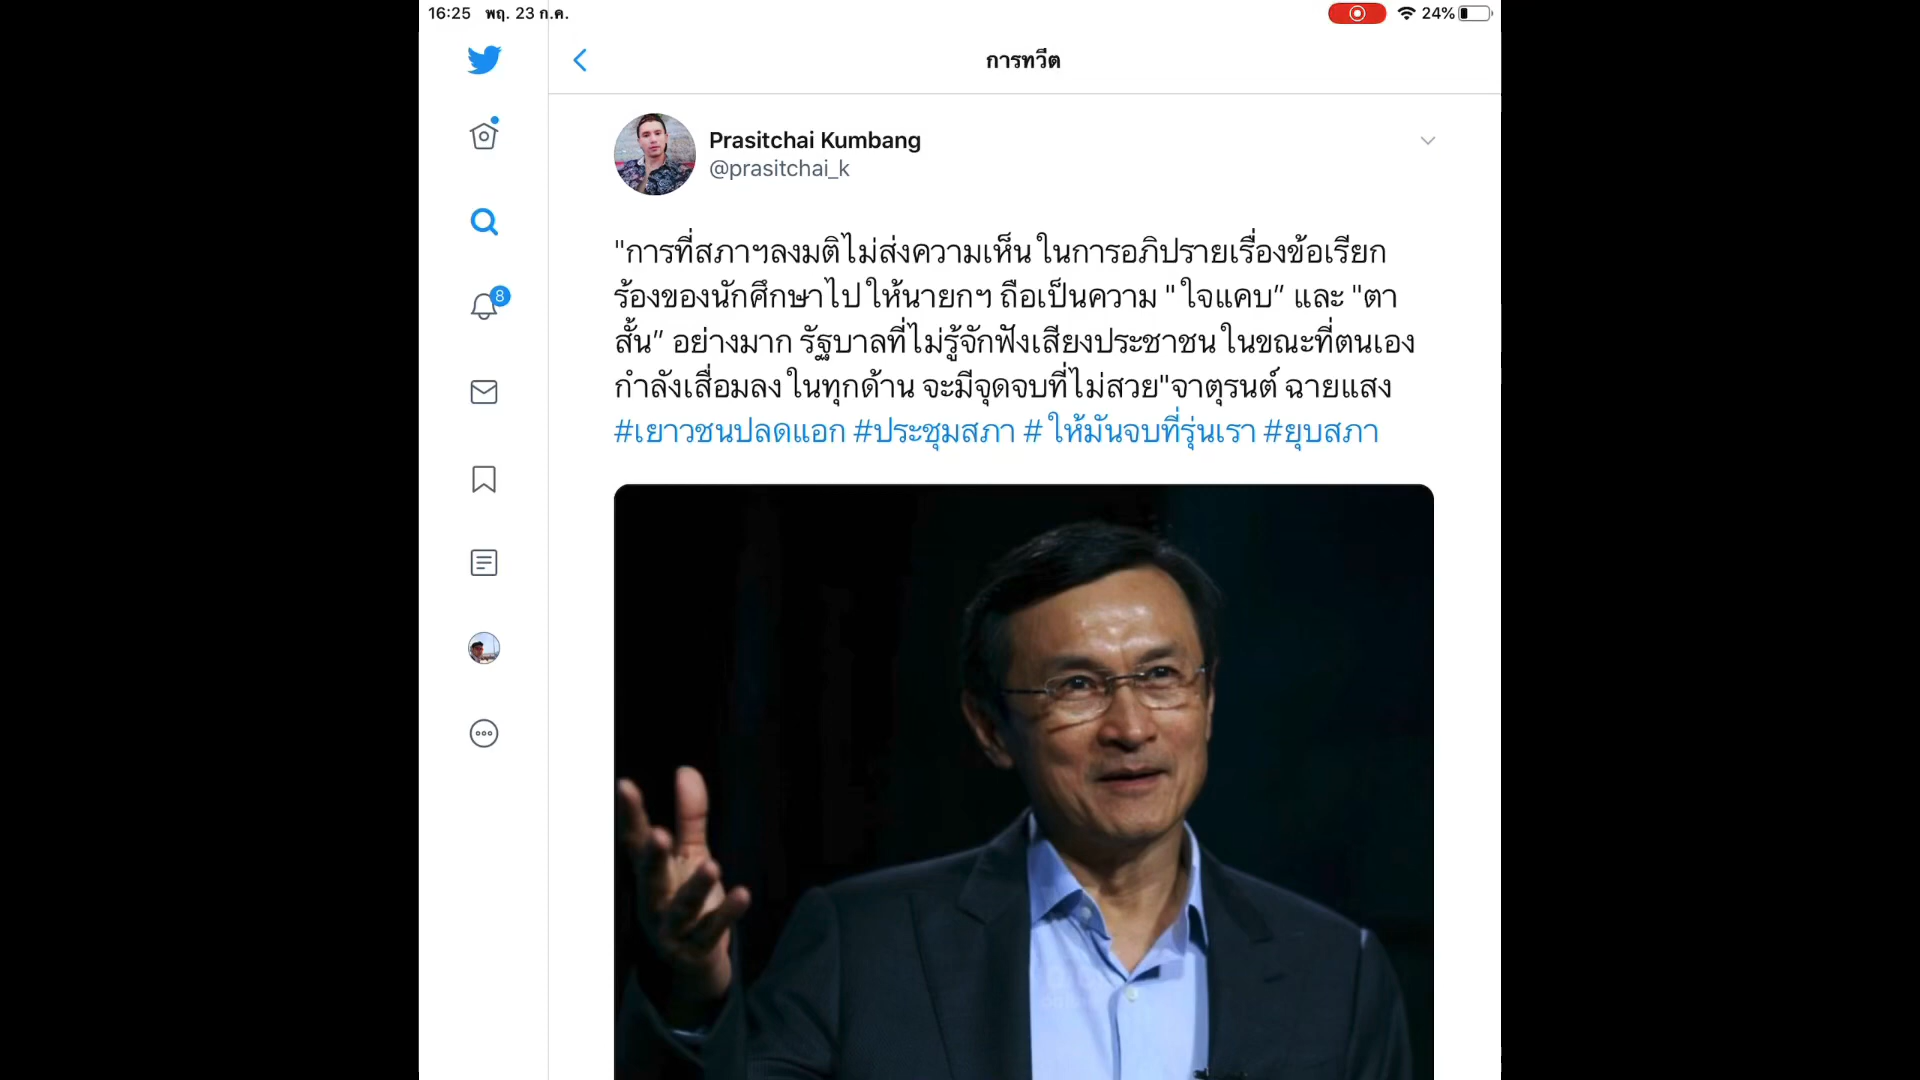 16:25 พฤ. 23 ก.ค.
24%
การทวีต
Prasitchai Kumbang
@prasitchai_k
8
"การที่สภาฯลงมติไม่ส่งความเห็น ในการอภิปรายเรื่องข้อเรียก
ร้องของนักศึกษาไป ให้นายกฯ ถือเป็นความ " ใจแคบ” และ "ตา
สั้น” อย่างมาก รัฐบาลที่ไม่รู้จักฟังเสียงประชาชน ในขณะที่ตนเอง
กำลังเสื่อมลง ในทุกด้าน จะมีจุดจบที่ไม่สวย"จาตุรนต์ ฉายแสง
#เยาวชนปลดแอก #ประชุมสภา # ให้มันจบที่รุ่นเรา #ยุบสภา